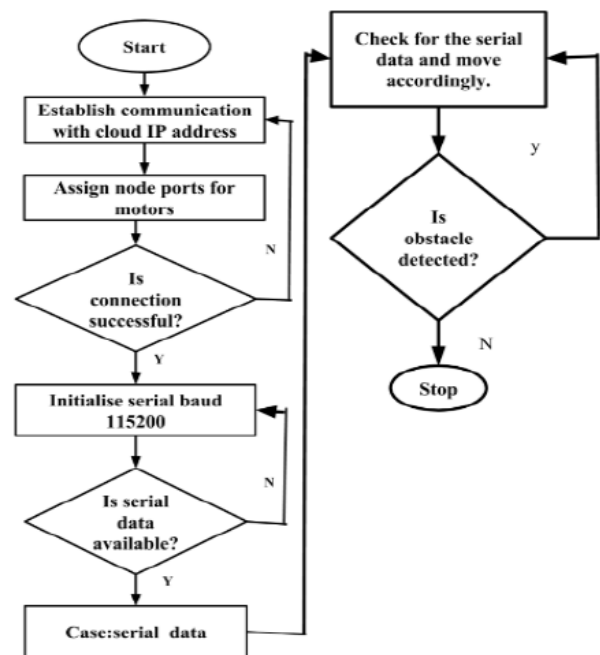 Start
Establish communication
with cloud IP address
Assign node ports for
motors
N
Is
connection
successful?
Y
Initialise serial baud
115200
N
Is serial
data
available?
Y
Case:serial data
Check for the serial
data and move
accordingly.
y
Is
obstacle
detected?
N
Stop